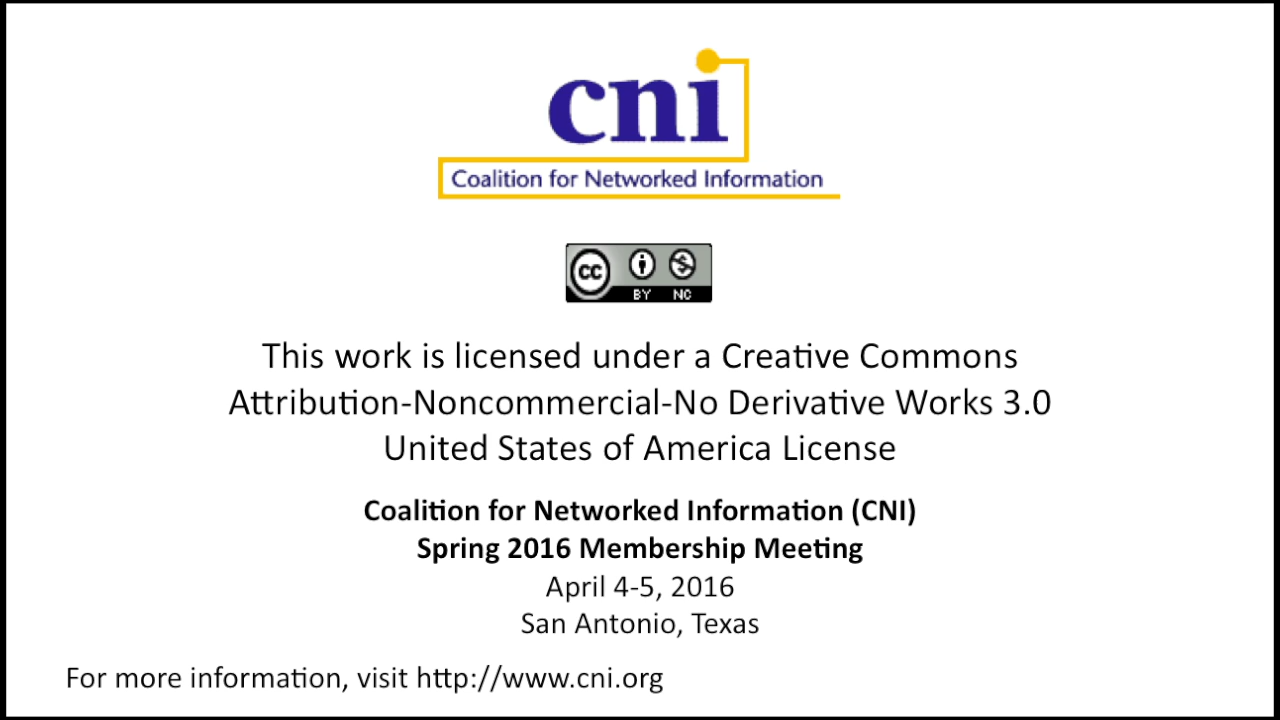 cni
Coalition for Networked Information
cc
BY NC
This work is licensed under a Creative Commons
Attribution-Noncommercial-No Derivative Works 3.0
United States of America License
Coalition for Networked Information (CNI)
Spring 2016 Membership Meeting
April 4-5, 2016
San Antonio, Texas
For more information, visit http://www.cni.org